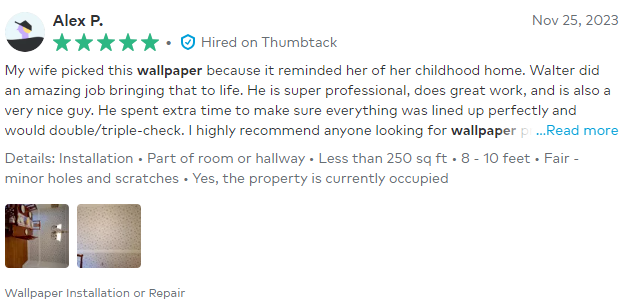 Alex P.
Nov 25, 2023
• Hired on Thumbtack
My wife picked this wallpaper because it reminded her of her childhood home. Walter did
an amazing job bringing that to life. He is super professional, does great work, and is also a
very nice guy. He spent extra time to make sure everything was lined up perfectly and
would double/triple-check. I highly recommend anyone looking for wallpaper p ...Read more
Details: Installation • Part of room or hallway • Less than 250 sq ft • 8 - 10 feet • Fair -
minor holes and scratches • Yes, the property is currently occupied
Wallpaper Installation or Repair